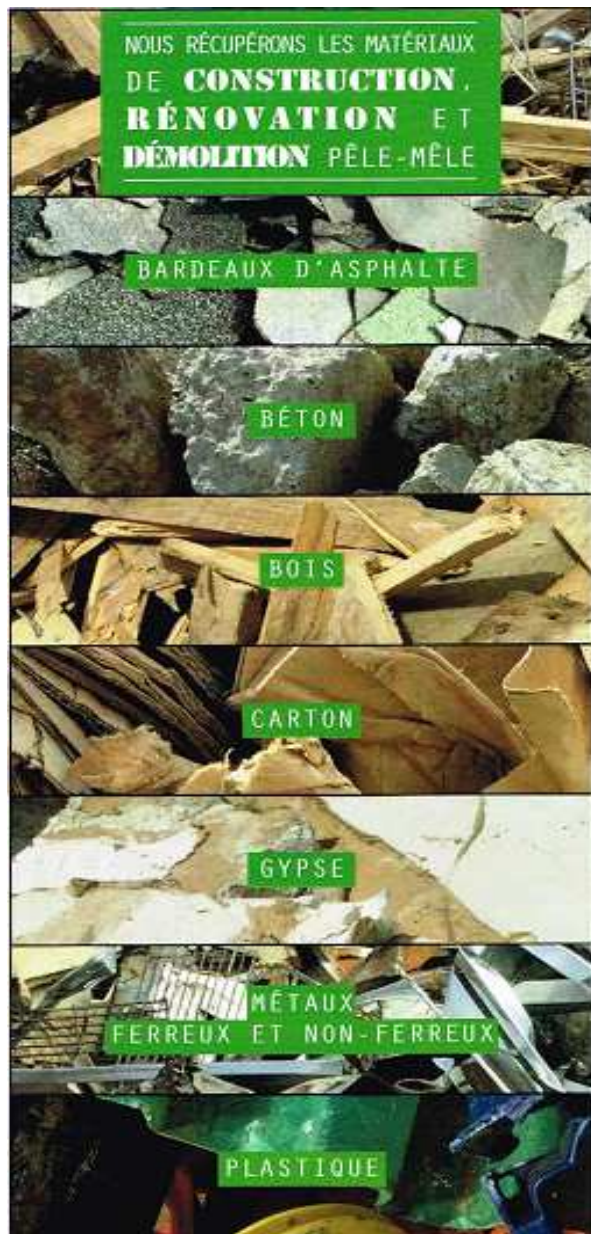 NOUS RÉCUPÉRONS LES MATÉRIAUX
DE CONSTRUCTION,
RÉNOVATION ET
DÉMOLITION PÊLE-MÊLE
BARDEAUX D'ASPHALTE
BÉTON
BOIS
CARTON
GYPSE
MÉTAUX
FERREUX ET NON-FERREUX
PLASTIQUE